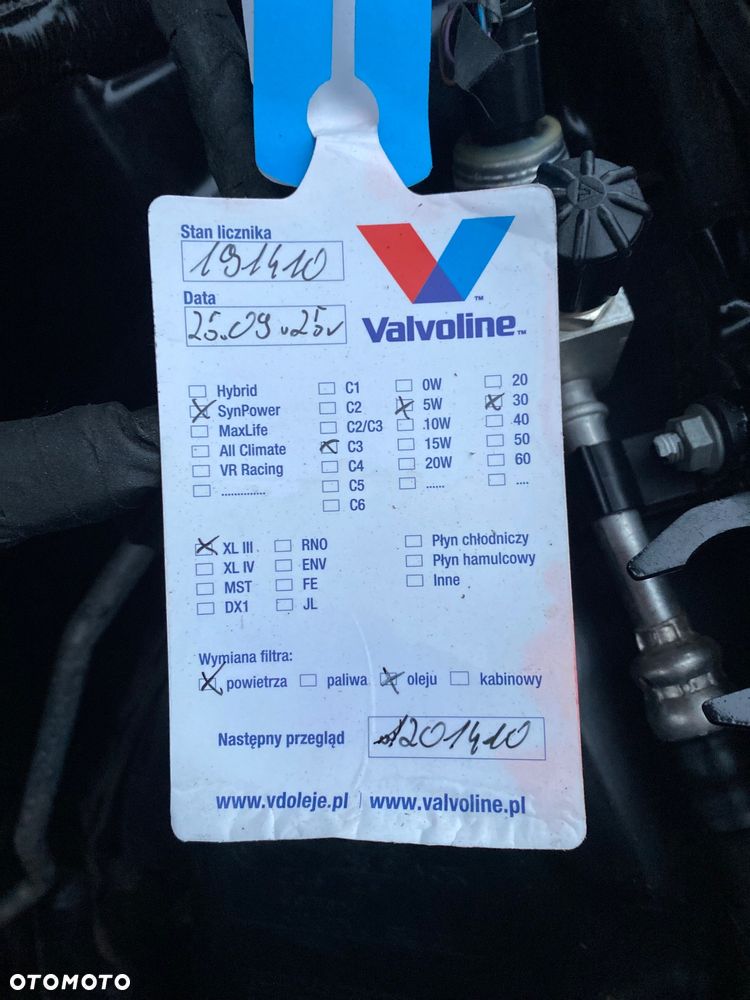 Stan licznika
191410
Data
25.09.25r
Valvoline™
Hybrid
SynPower
MaxLife
All Climate
VR Racing
..............
C1
C2
C2/C3
C3
C4
C5
C6
0W
5W
10W
15W
20W
......
20
30
40
50
60
....
XL III
XL IV
MST
DX1
RNO
ENV
FE
JL
Płyn chłodniczy
Płyn hamulcowy
Inne
Wymiana filtra:
powietrza paliwa oleju kabinowy
Następny przegląd
201410
www.vdoleje.pl | www.valvoline.pl
OTOMOTO